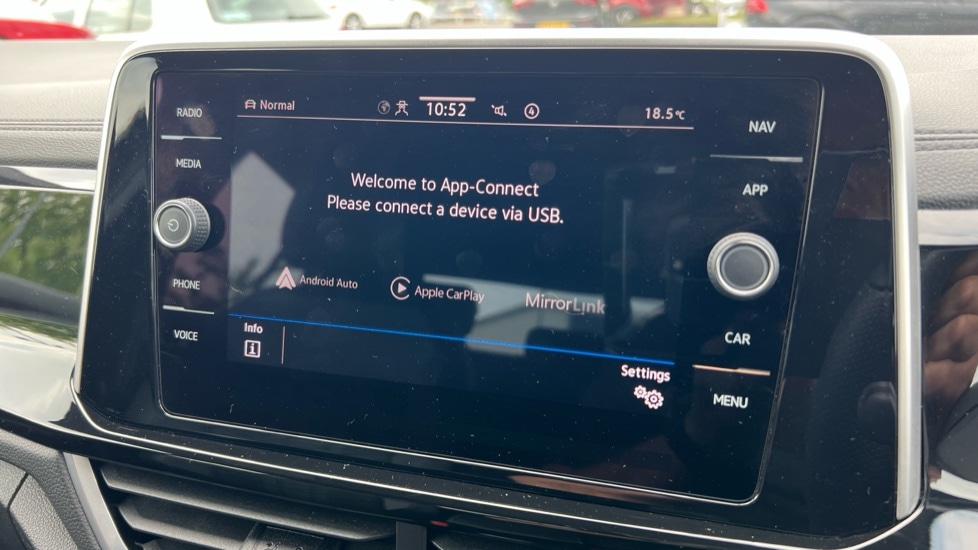 RADIO
MEDIA
PHONE
VOICE
Normal
10:52
4
18.5°C
Welcome to App-Connect
Please connect a device via USB.
Android Auto
Apple CarPlay
MirrorLink
Info
i
Settings
NAV
APP
CAR
MENU